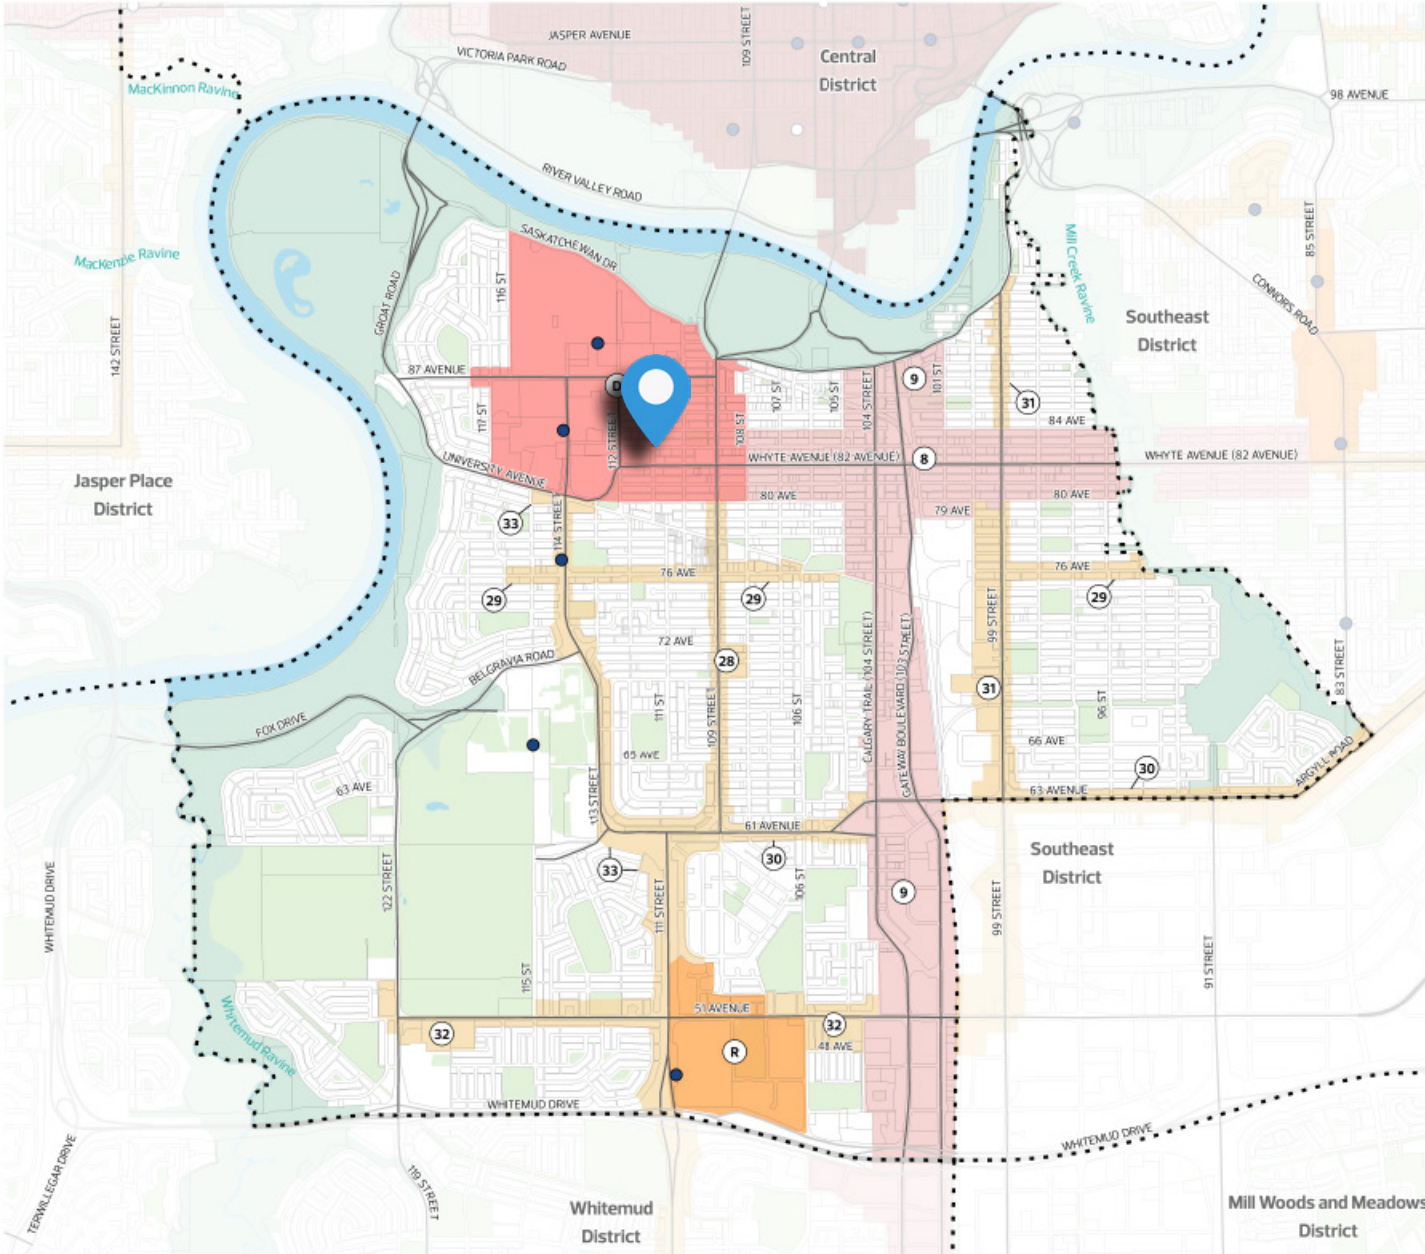 JASPER AVENUE
109 STREET
Central
District
VICTORIA PARK ROAD
MacKinnon Ravine
98 AVENUE
RIVER VALLEY ROAD
85 STREET
SASKATCHEWAN DR
Mill Creek Ravine
MacKenzie Ravine
116 ST
GROAT ROAD
CONNORS ROAD
Southeast
District
142 STREET
87 AVENUE
D
9
101 ST
107 ST
105 ST
104 STREET
31
117 ST
112 STREET
108 ST
84 AVE
WHYTE AVENUE (82 AVENUE)
8
WHYTE AVENUE (82 AVENUE)
UNIVERSITY AVENUE
Jasper Place
District
80 AVE
80 AVE
79 AVE
33
114 STREET
76 AVE
76 AVE
29
29
29
99 STREET
72 AVE
CALGARY TRAIL (104 STREET)
GATEWAY BOULEVARD (103 STREET)
BELGRAVIA ROAD
28
83 STREET
31
111 ST
109 STREET
106 ST
96 ST
FOX DRIVE
65 AVE
66 AVE
ARGYLL ROAD
30
63 AVE
63 AVENUE
113 STREET
61 AVENUE
30
Southeast
District
33
106 ST
122 STREET
111 STREET
9
99 STREET
WHITEMUD DRIVE
115 ST
91 STREET
51 AVENUE
32
32
Whitemud Ravine
48 AVE
R
WHITEMUD DRIVE
WHITEMUD DRIVE
TERWILLEGAR DRIVE
119 STREET
Whitemud
District
Mill Woods and Meadows
District